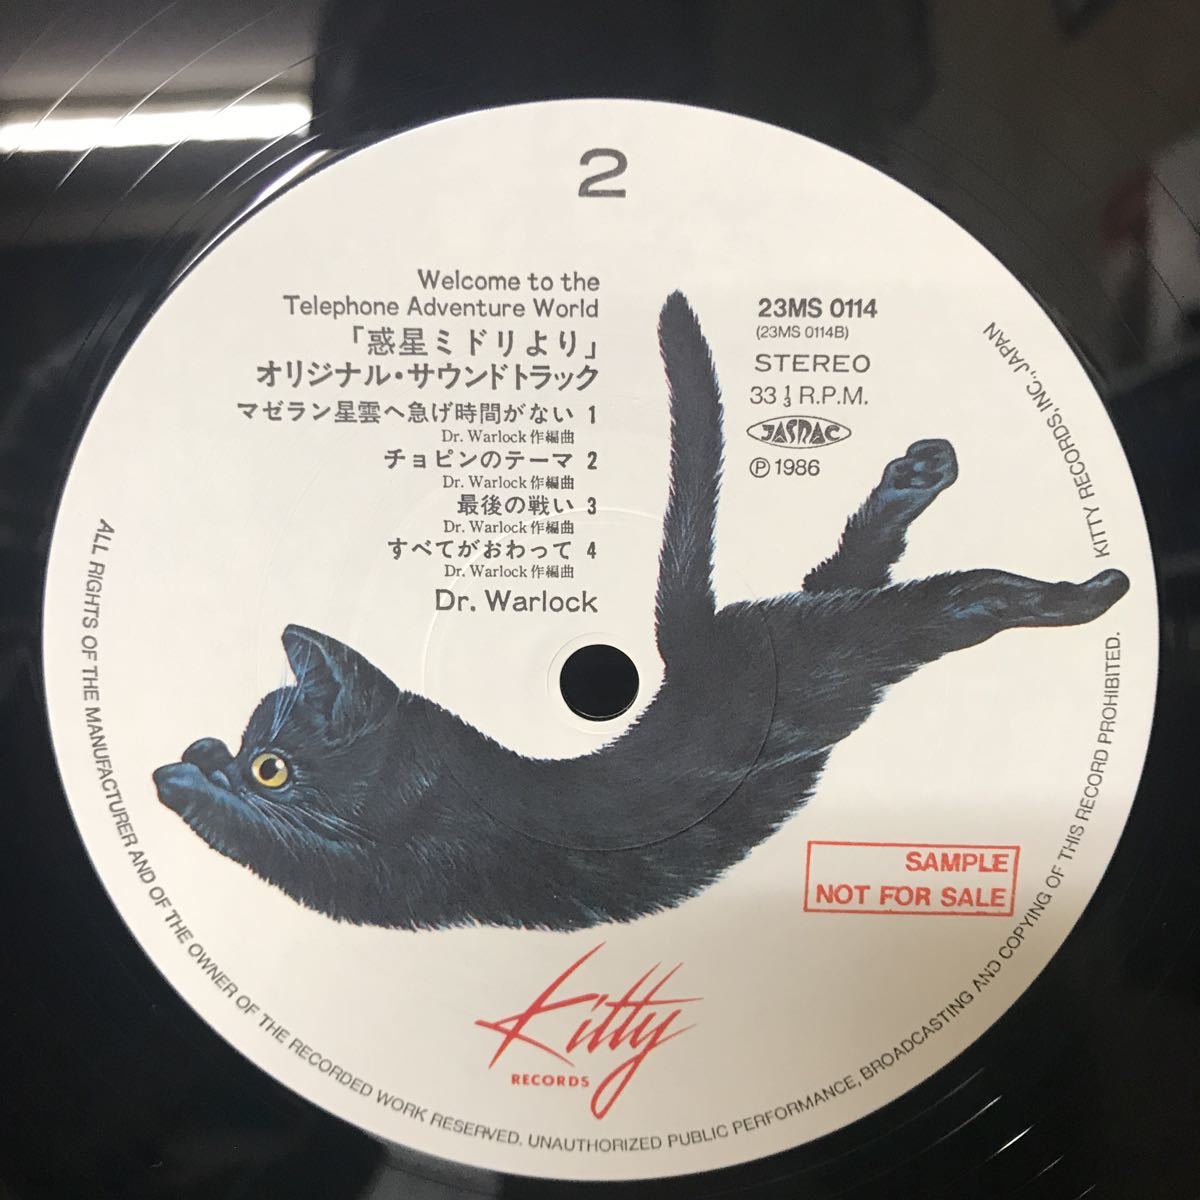 2
Welcome to the
Telephone Adventure World
「惑星ミドリより」
オリジナル・サウンドトラック
マゼラン星雲へ急げ時間がない 1
Dr. Warlock 作編曲
チョピンのテーマ 2
Dr. Warlock 作編曲
最後の戦い 3
Dr. Warlock 作編曲
すべてがおわって 4
Dr. Warlock 作編曲
Dr. Warlock
23MS 0114
(23MS 0114B)
STEREO
33 1/3 R.P.M.
JASRAC
Ⓟ 1986
SAMPLE
NOT FOR SALE
Kitty
RECORDS
ALL RIGHTS OF THE MANUFACTURER AND OF THE OWNER OF THE RECORDED WORK RESERVED. UNAUTHORIZED PUBLIC PERFORMANCE, BROADCASTING AND COPYING OF THIS RECORD PROHIBITED.
KITTY RECORDS, INC., JAPAN